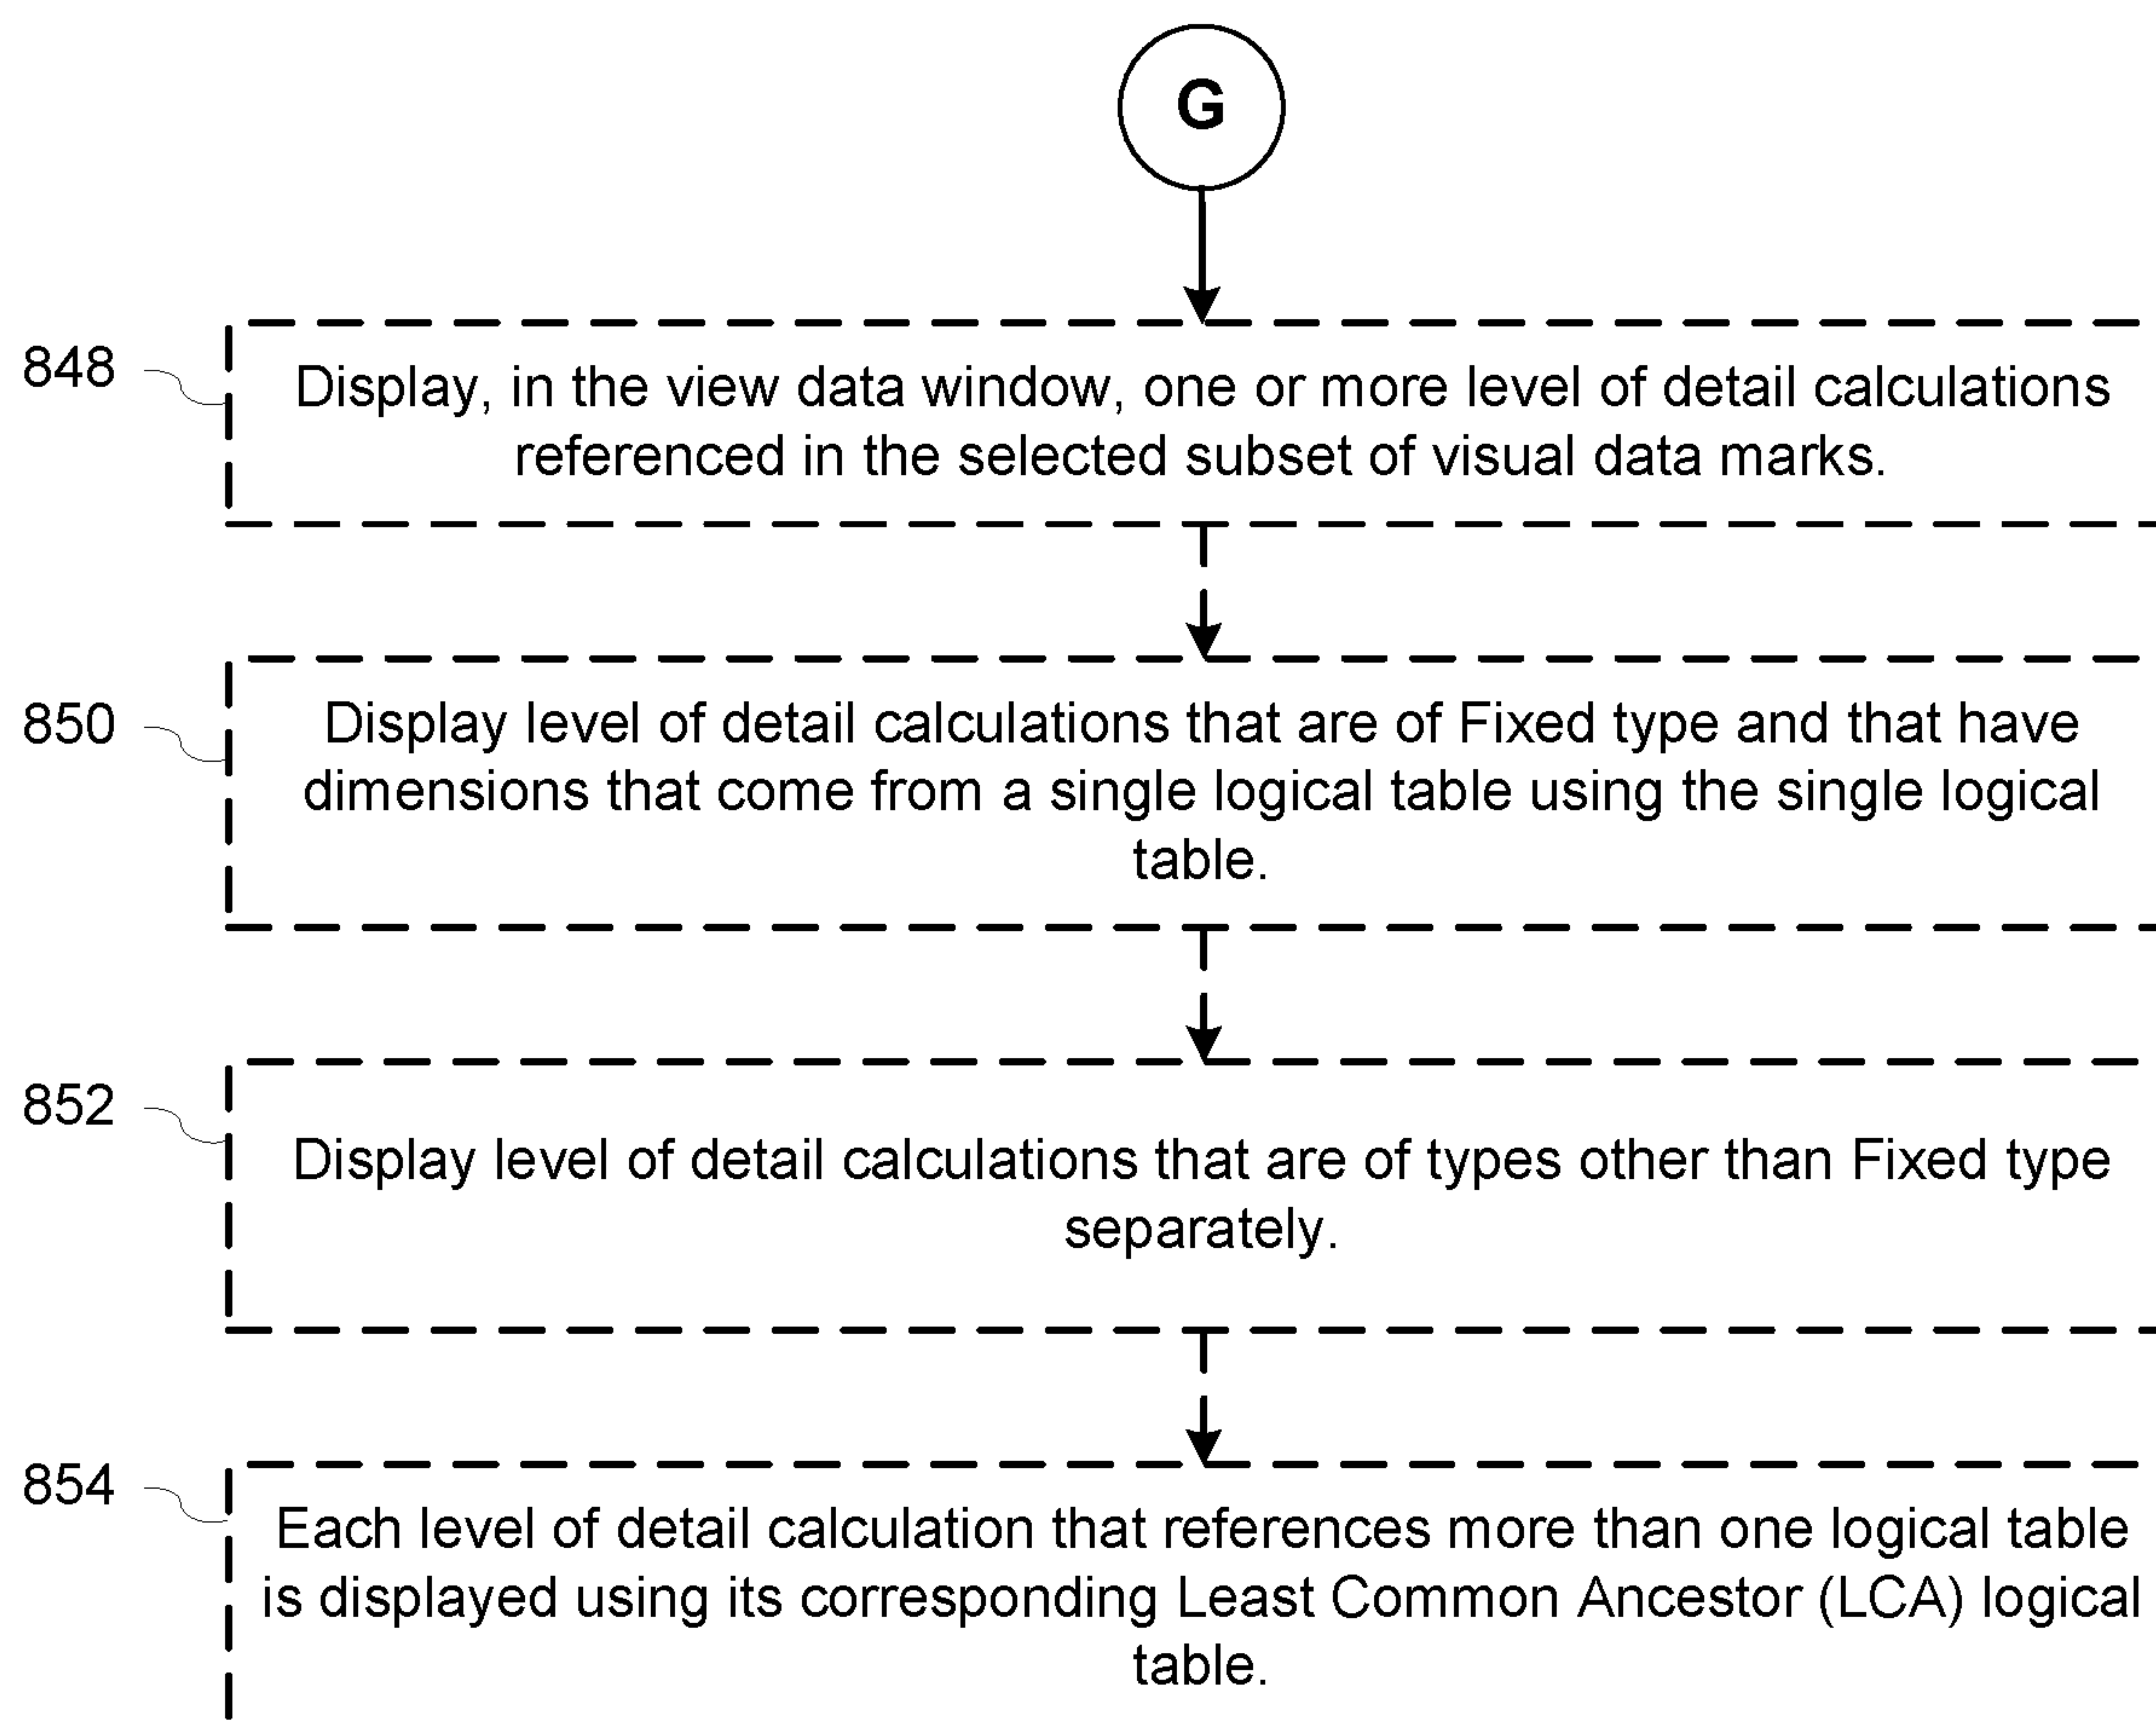 G
848
Display, in the view data window, one or more level of detail calculations
referenced in the selected subset of visual data marks.
850
Display level of detail calculations that are of Fixed type and that have
dimensions that come from a single logical table using the single logical
table.
852
Display level of detail calculations that are of types other than Fixed type
separately.
854
Each level of detail calculation that references more than one logical table
is displayed using its corresponding Least Common Ancestor (LCA) logical
table.